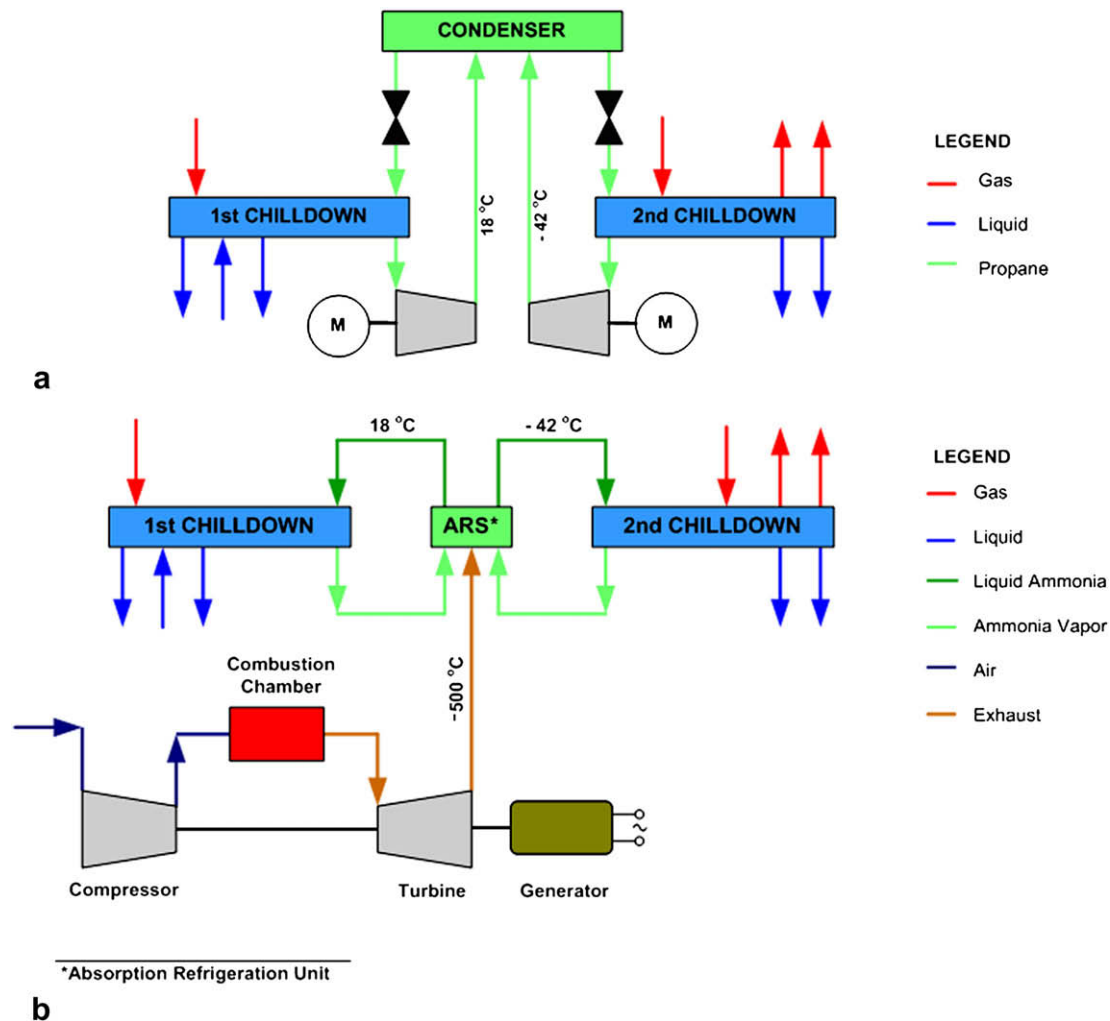 CONDENSER
LEGEND
Gas
Liquid
Propane
1st CHILLDOWN
18 °C
- 42 °C
2nd CHILLDOWN
M
M
a
18 °C
- 42 °C
LEGEND
Gas
Liquid
Liquid Ammonia
Ammonia Vapor
Air
Exhaust
1st CHILLDOWN
ARS*
2nd CHILLDOWN
~500 °C
Combustion
Chamber
~
Compressor
Turbine
Generator
*Absorption Refrigeration Unit
b